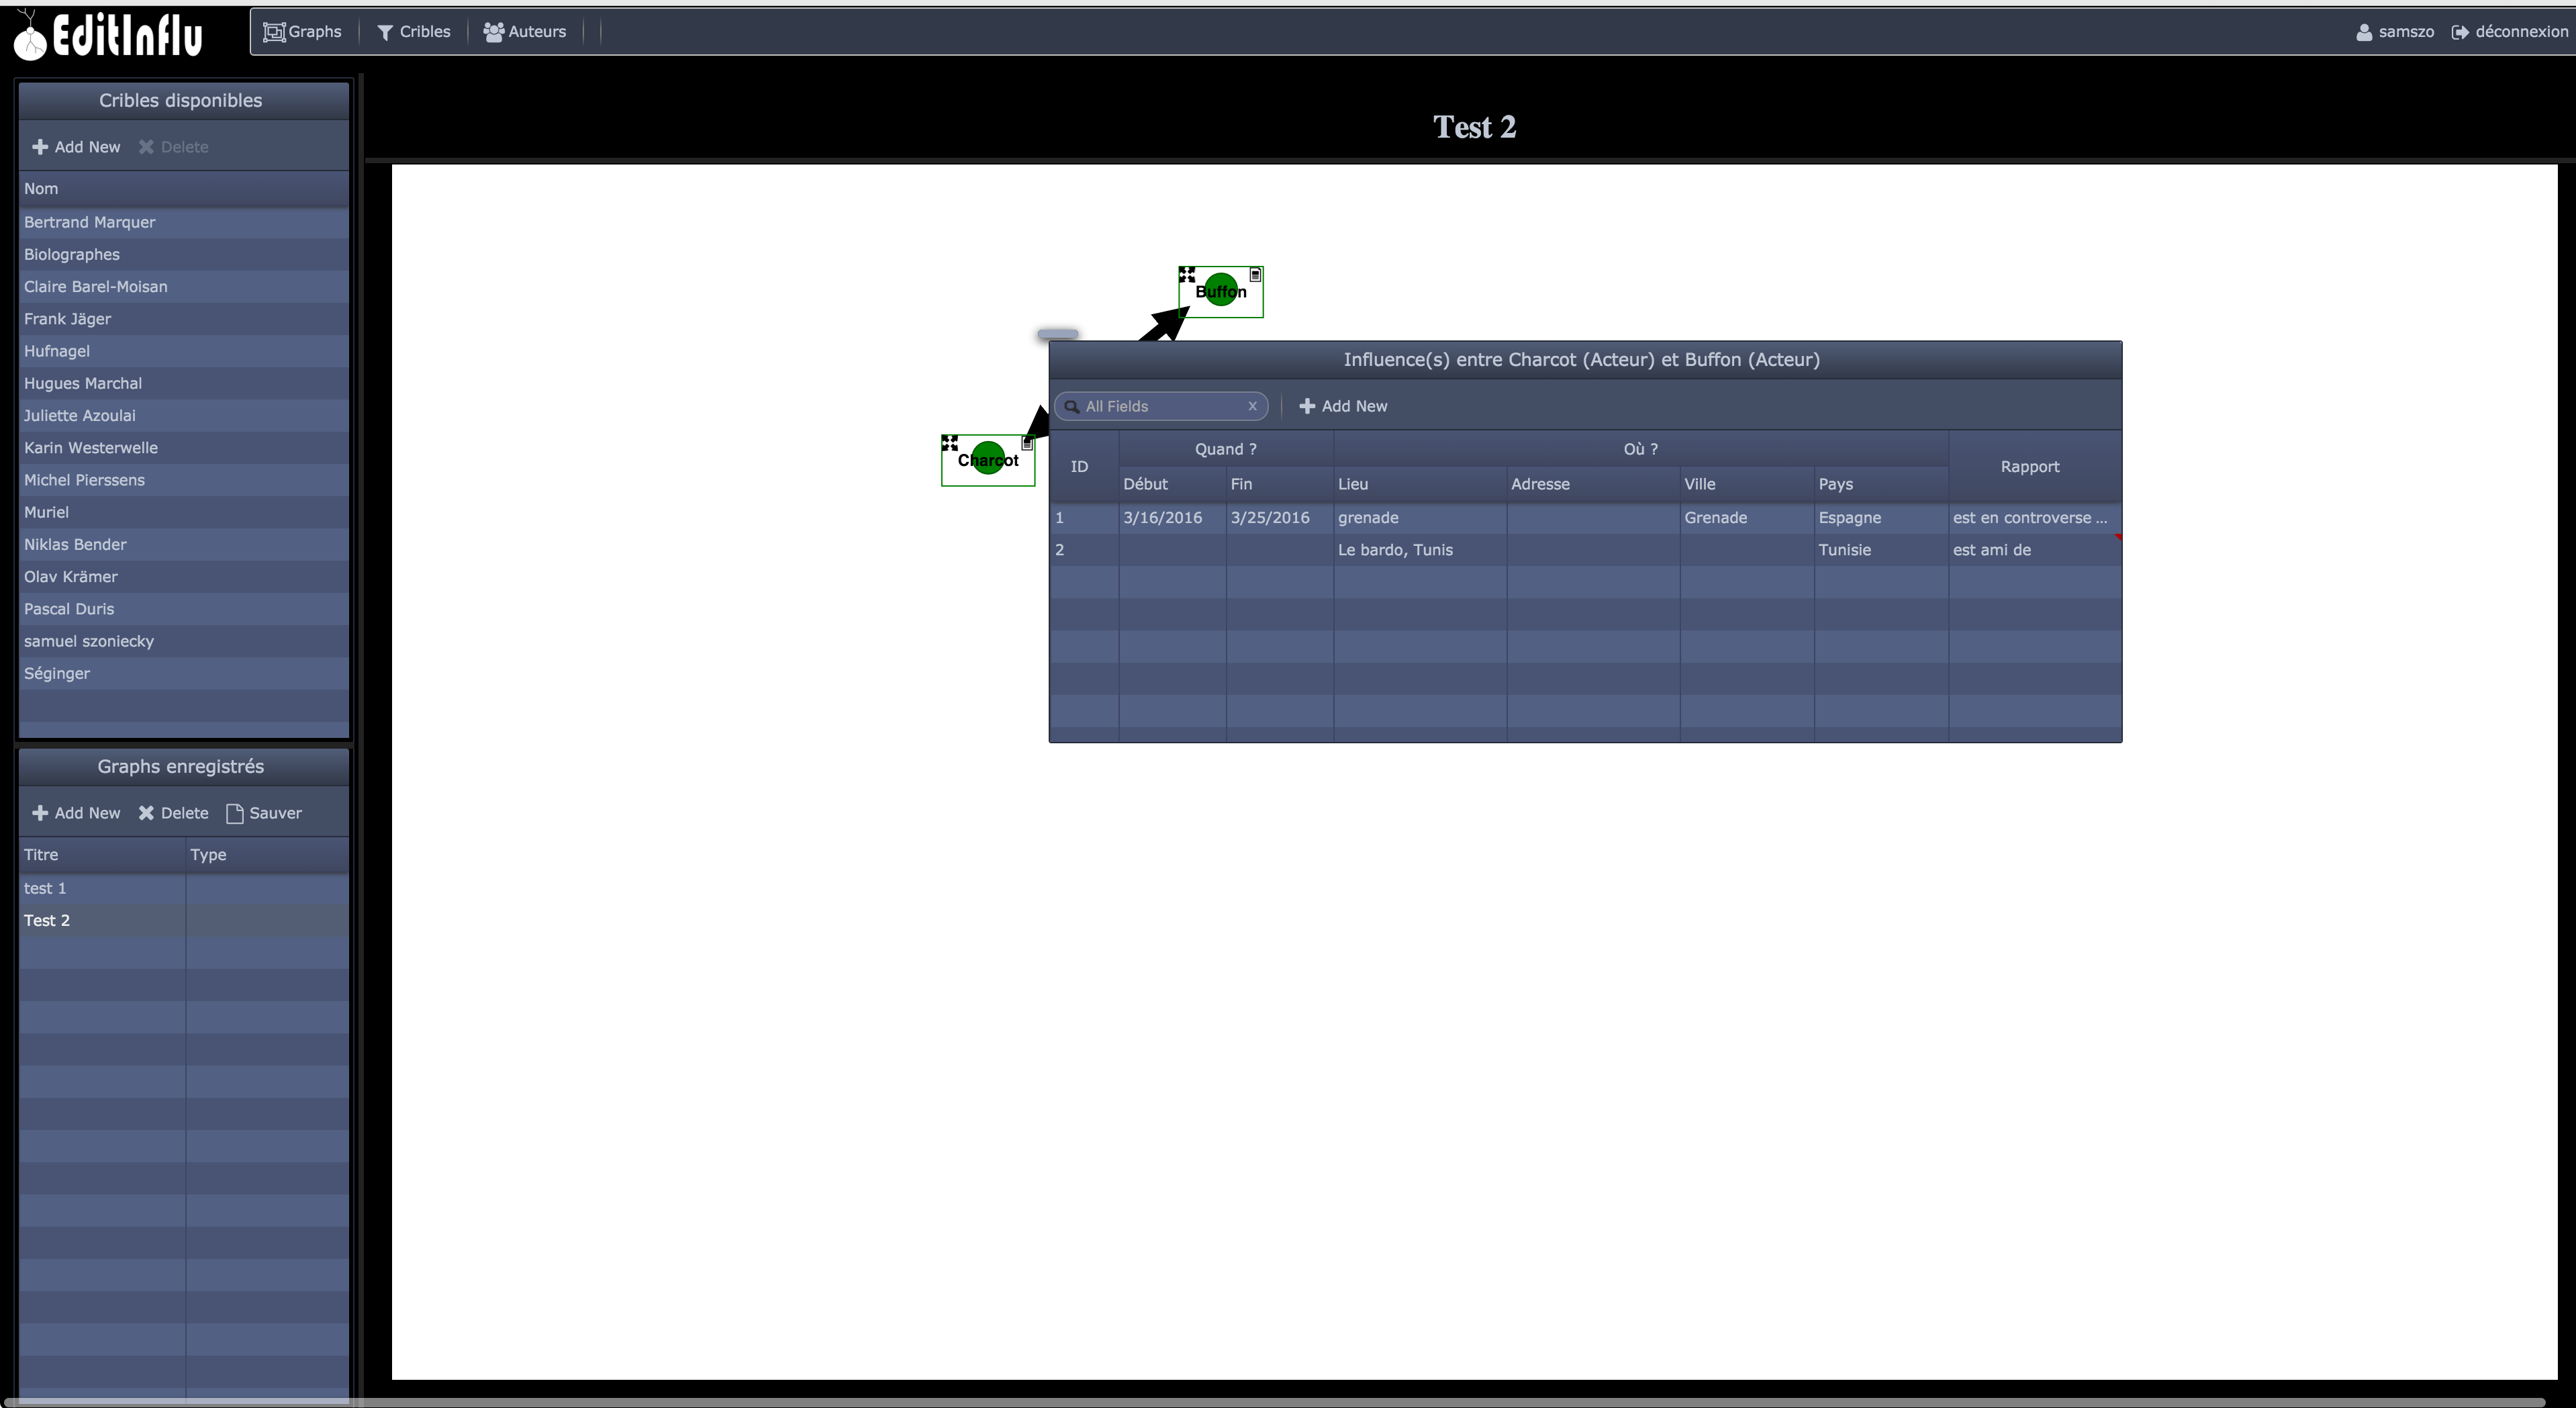 EditInflu
Graphs Cribles Auteurs samszo déconnexion
Cribles disponibles
Add New Delete
Nom
Bertrand Marquer
Biolographes
Claire Barel-Moisan
Frank Jäger
Hufnagel
Hugues Marchal
Juliette Azoulai
Karin Westerwelle
Michel Pierssens
Muriel
Niklas Bender
Olav Krämer
Pascal Duris
samuel szoniecky
Séginger
Graphs enregistrés
Add New Delete Sauver
Titre Type
test 1
Test 2
Test 2
Buffon
Charcot
Influence(s) entre Charcot (Acteur) et Buffon (Acteur)
All Fields x Add New
ID Quand ? Où ? Rapport
Début Fin Lieu Adresse Ville Pays
1 3/16/2016 3/25/2016 grenade Grenade Espagne est en controverse ...
2 Le bardo, Tunis Tunisie est ami de